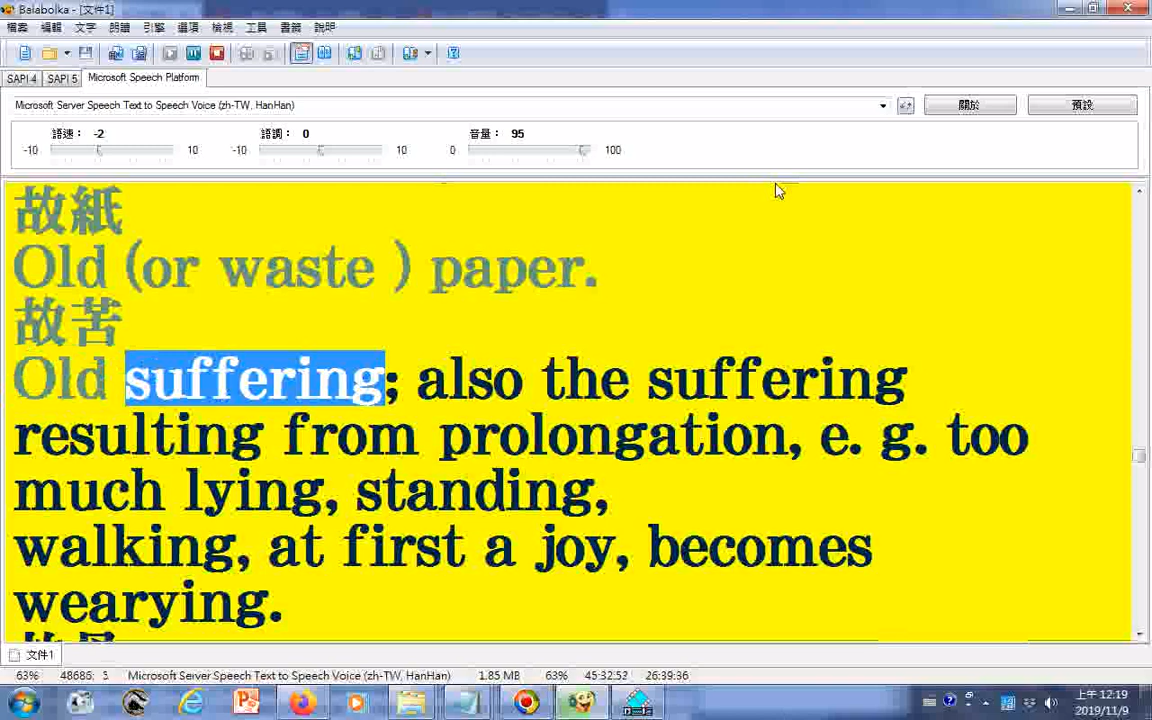 Balabolka - [文件1]
檔案 編輯 文字 朗讀 引擎 選項 檢視 工具 書籤 說明
SAPI 4 SAPI 5 Microsoft Speech Platform
Microsoft Server Speech Text to Speech Voice (zh-TW, HanHan) 關於 預設
語速: -2 語調: 0 音量: 95
-10 10 -10 10 0 100
故紙
Old (or waste ) paper.
故苦
Old suffering; also the suffering
resulting from prolongation, e. g. too
much lying, standing,
walking, at first a joy, becomes
wearying.
文件1
63% 48685: Microsoft Server Speech Text to Speech Voice (zh-TW, HanHan) 1.85 MB 63% 45:32:52 26:39:36
上午 12:19
2019/11/9